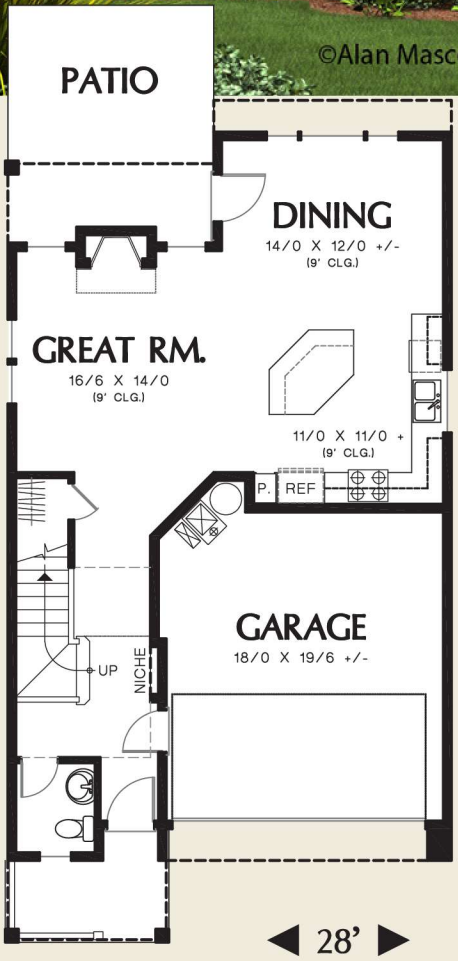 ©Alan Masc
PATIO
DINING
14/0 X 12/0 +/-
(9' CLG.)
GREAT RM.
16/6 X 14/0
(9' CLG.)
11/0 X 11/0 +
(9' CLG.)
P.
REF
GARAGE
18/0 X 19/6 +/-
NICHE
UP
28'